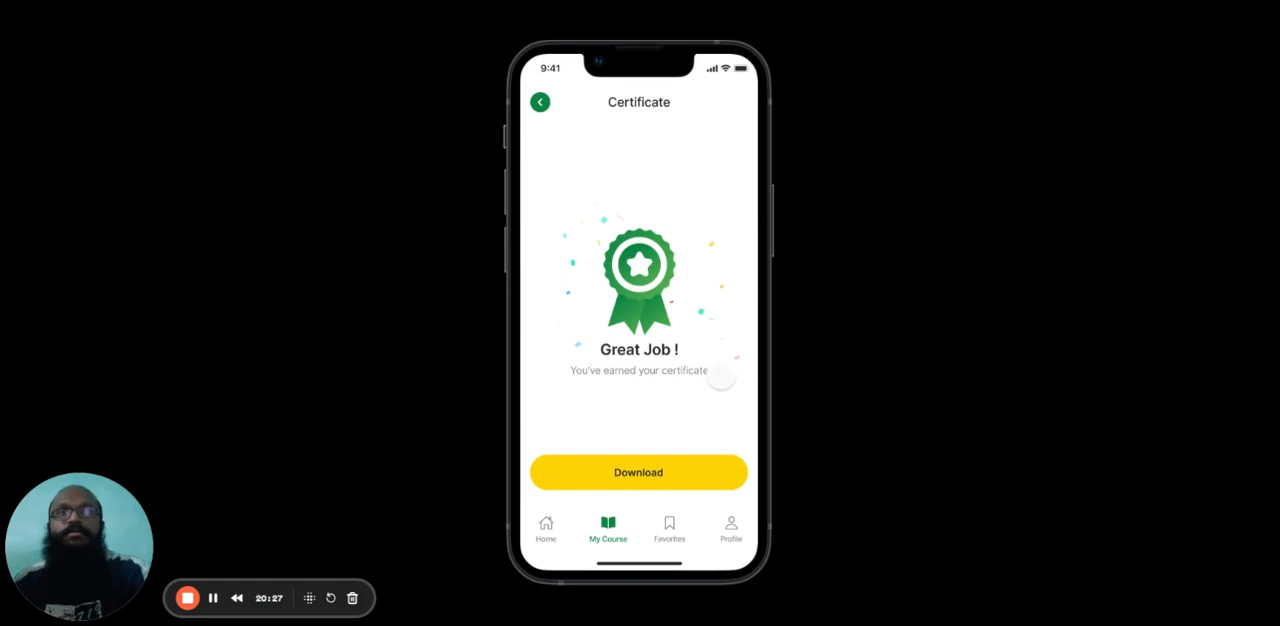 9:41
Certificate
Great Job !
You've earned your certificate
Download
Home
My Course
Favorites
Profile
20:27